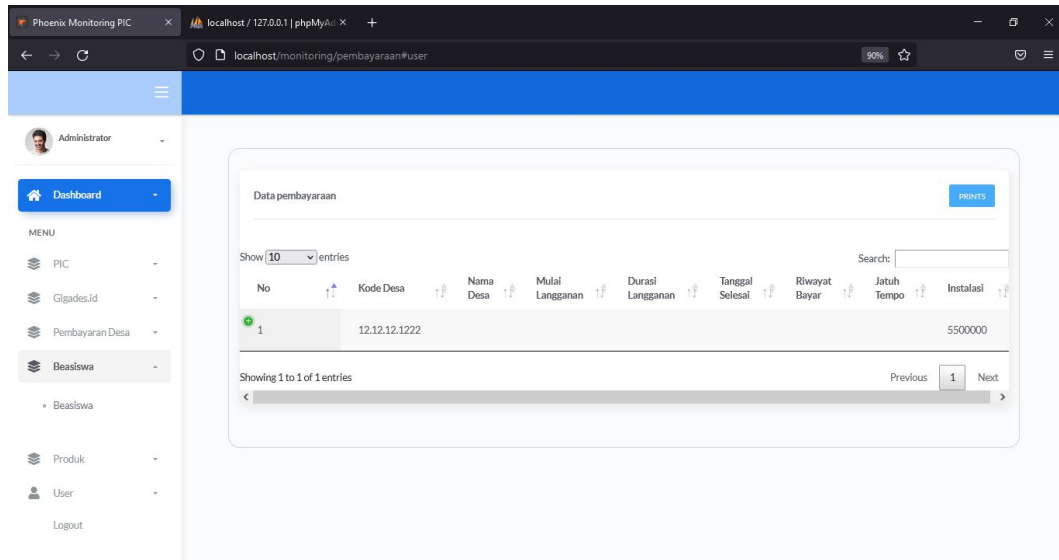 Phoenix Monitoring PIC
localhost / 127.0.0.1 | phpMyAd
localhost/monitoring/pembayaraan#user
90%
Administrator
Dashboard
MENU
PIC
Gigades.id
Pembayaran Desa
Beasiswa
Beasiswa
Produk
User
Logout
Data pembayaraan
PRINTS
Show 10 entries
Search:
No Kode Desa Nama Desa Mulai Langganan Durasi Langganan Tanggal Selesai Riwayat Bayar Jatuh Tempo Instalasi
1 12.12.12.1222 5500000
Showing 1 to 1 of 1 entries
Previous 1 Next